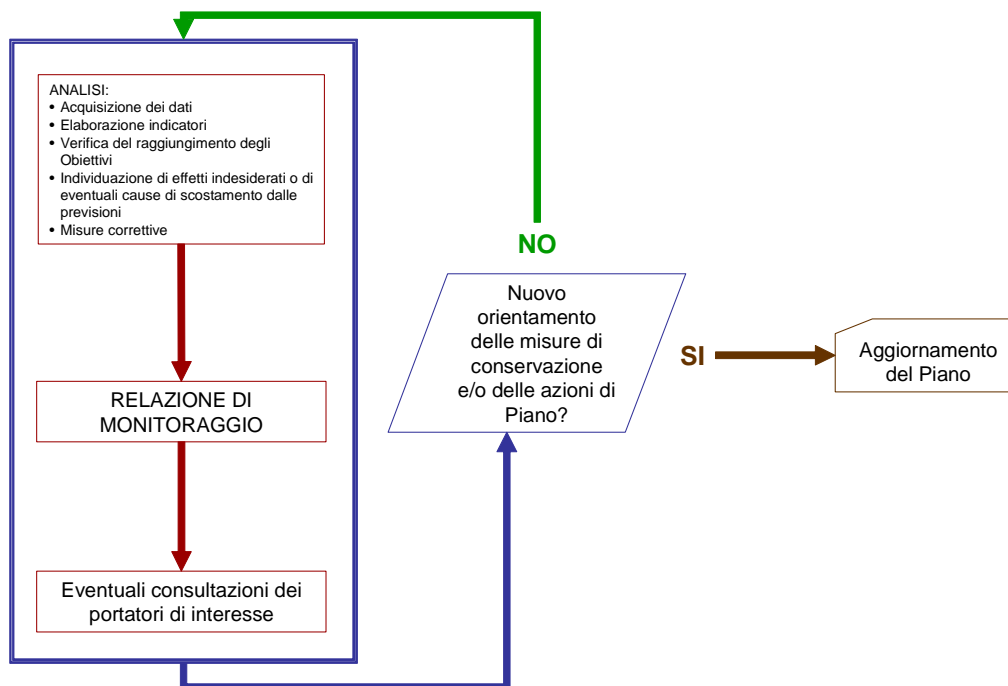 ANALISI:
• Acquisizione dei dati
• Elaborazione indicatori
• Verifica del raggiungimento degli
Obiettivi
• Individuazione di effetti indesiderati o di
eventuali cause di scostamento dalle
previsioni
• Misure correttive
RELAZIONE DI
MONITORAGGIO
Eventuali consultazioni dei
portatori di interesse
NO
Nuovo
orientamento
delle misure di
conservazione
e/o delle azioni di
Piano?
SI
Aggiornamento
del Piano